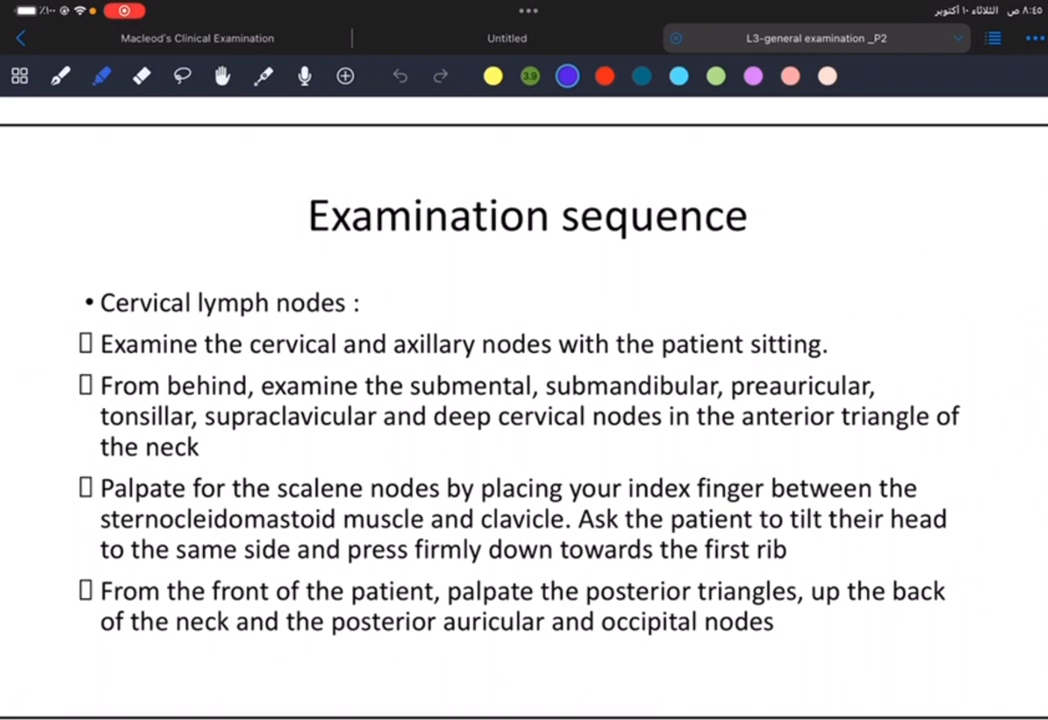 ٨:٤٥ ص الثلاثاء ١٠ أكتوبر
Macleod's Clinical Examination
Untitled
L3-general examination _P2
3.9
Examination sequence
• Cervical lymph nodes :
Examine the cervical and axillary nodes with the patient sitting.
From behind, examine the submental, submandibular, preauricular,
tonsillar, supraclavicular and deep cervical nodes in the anterior triangle of
the neck
Palpate for the scalene nodes by placing your index finger between the
sternocleidomastoid muscle and clavicle. Ask the patient to tilt their head
to the same side and press firmly down towards the first rib
From the front of the patient, palpate the posterior triangles, up the back
of the neck and the posterior auricular and occipital nodes